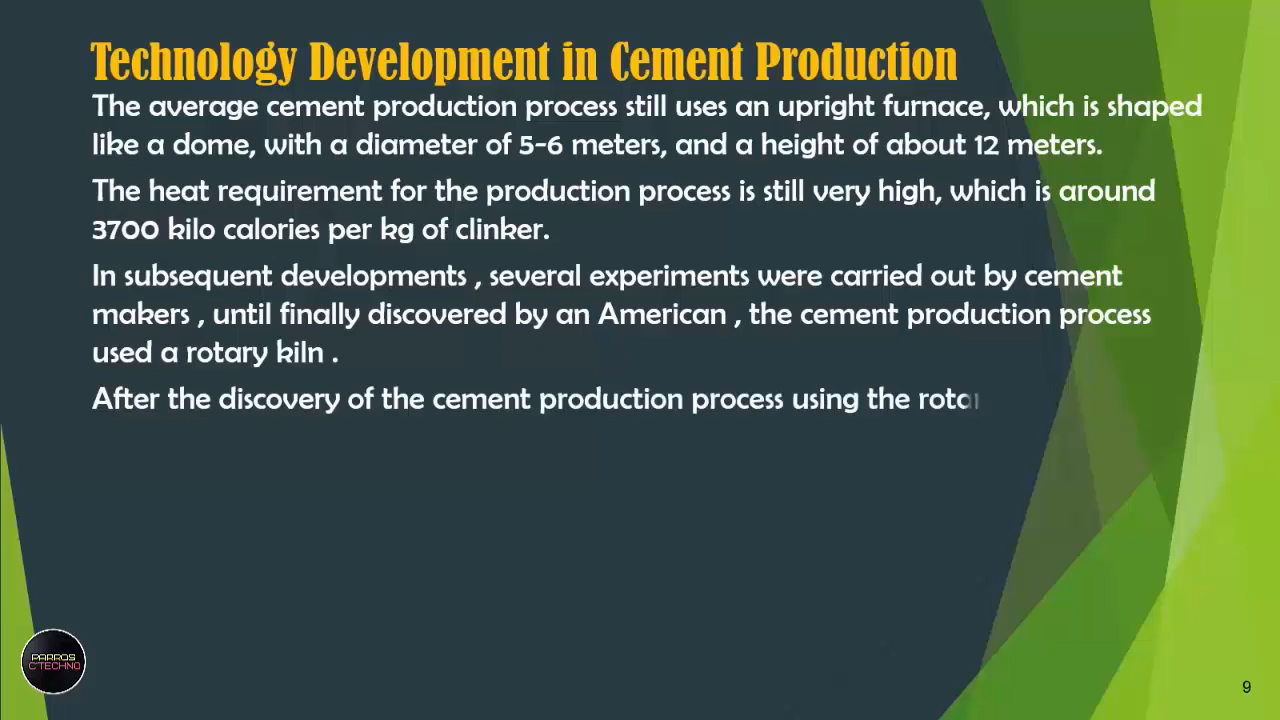 Technology Development in Cement Production
The average cement production process still uses an upright furnace, which is shaped
like a dome, with a diameter of 5-6 meters, and a height of about 12 meters.
The heat requirement for the production process is still very high, which is around
3700 kilo calories per kg of clinker.
In subsequent developments , several experiments were carried out by cement
makers , until finally discovered by an American , the cement production process
used a rotary kiln .
After the discovery of the cement production process using the rotar
PARROS
C'TECHNO
9